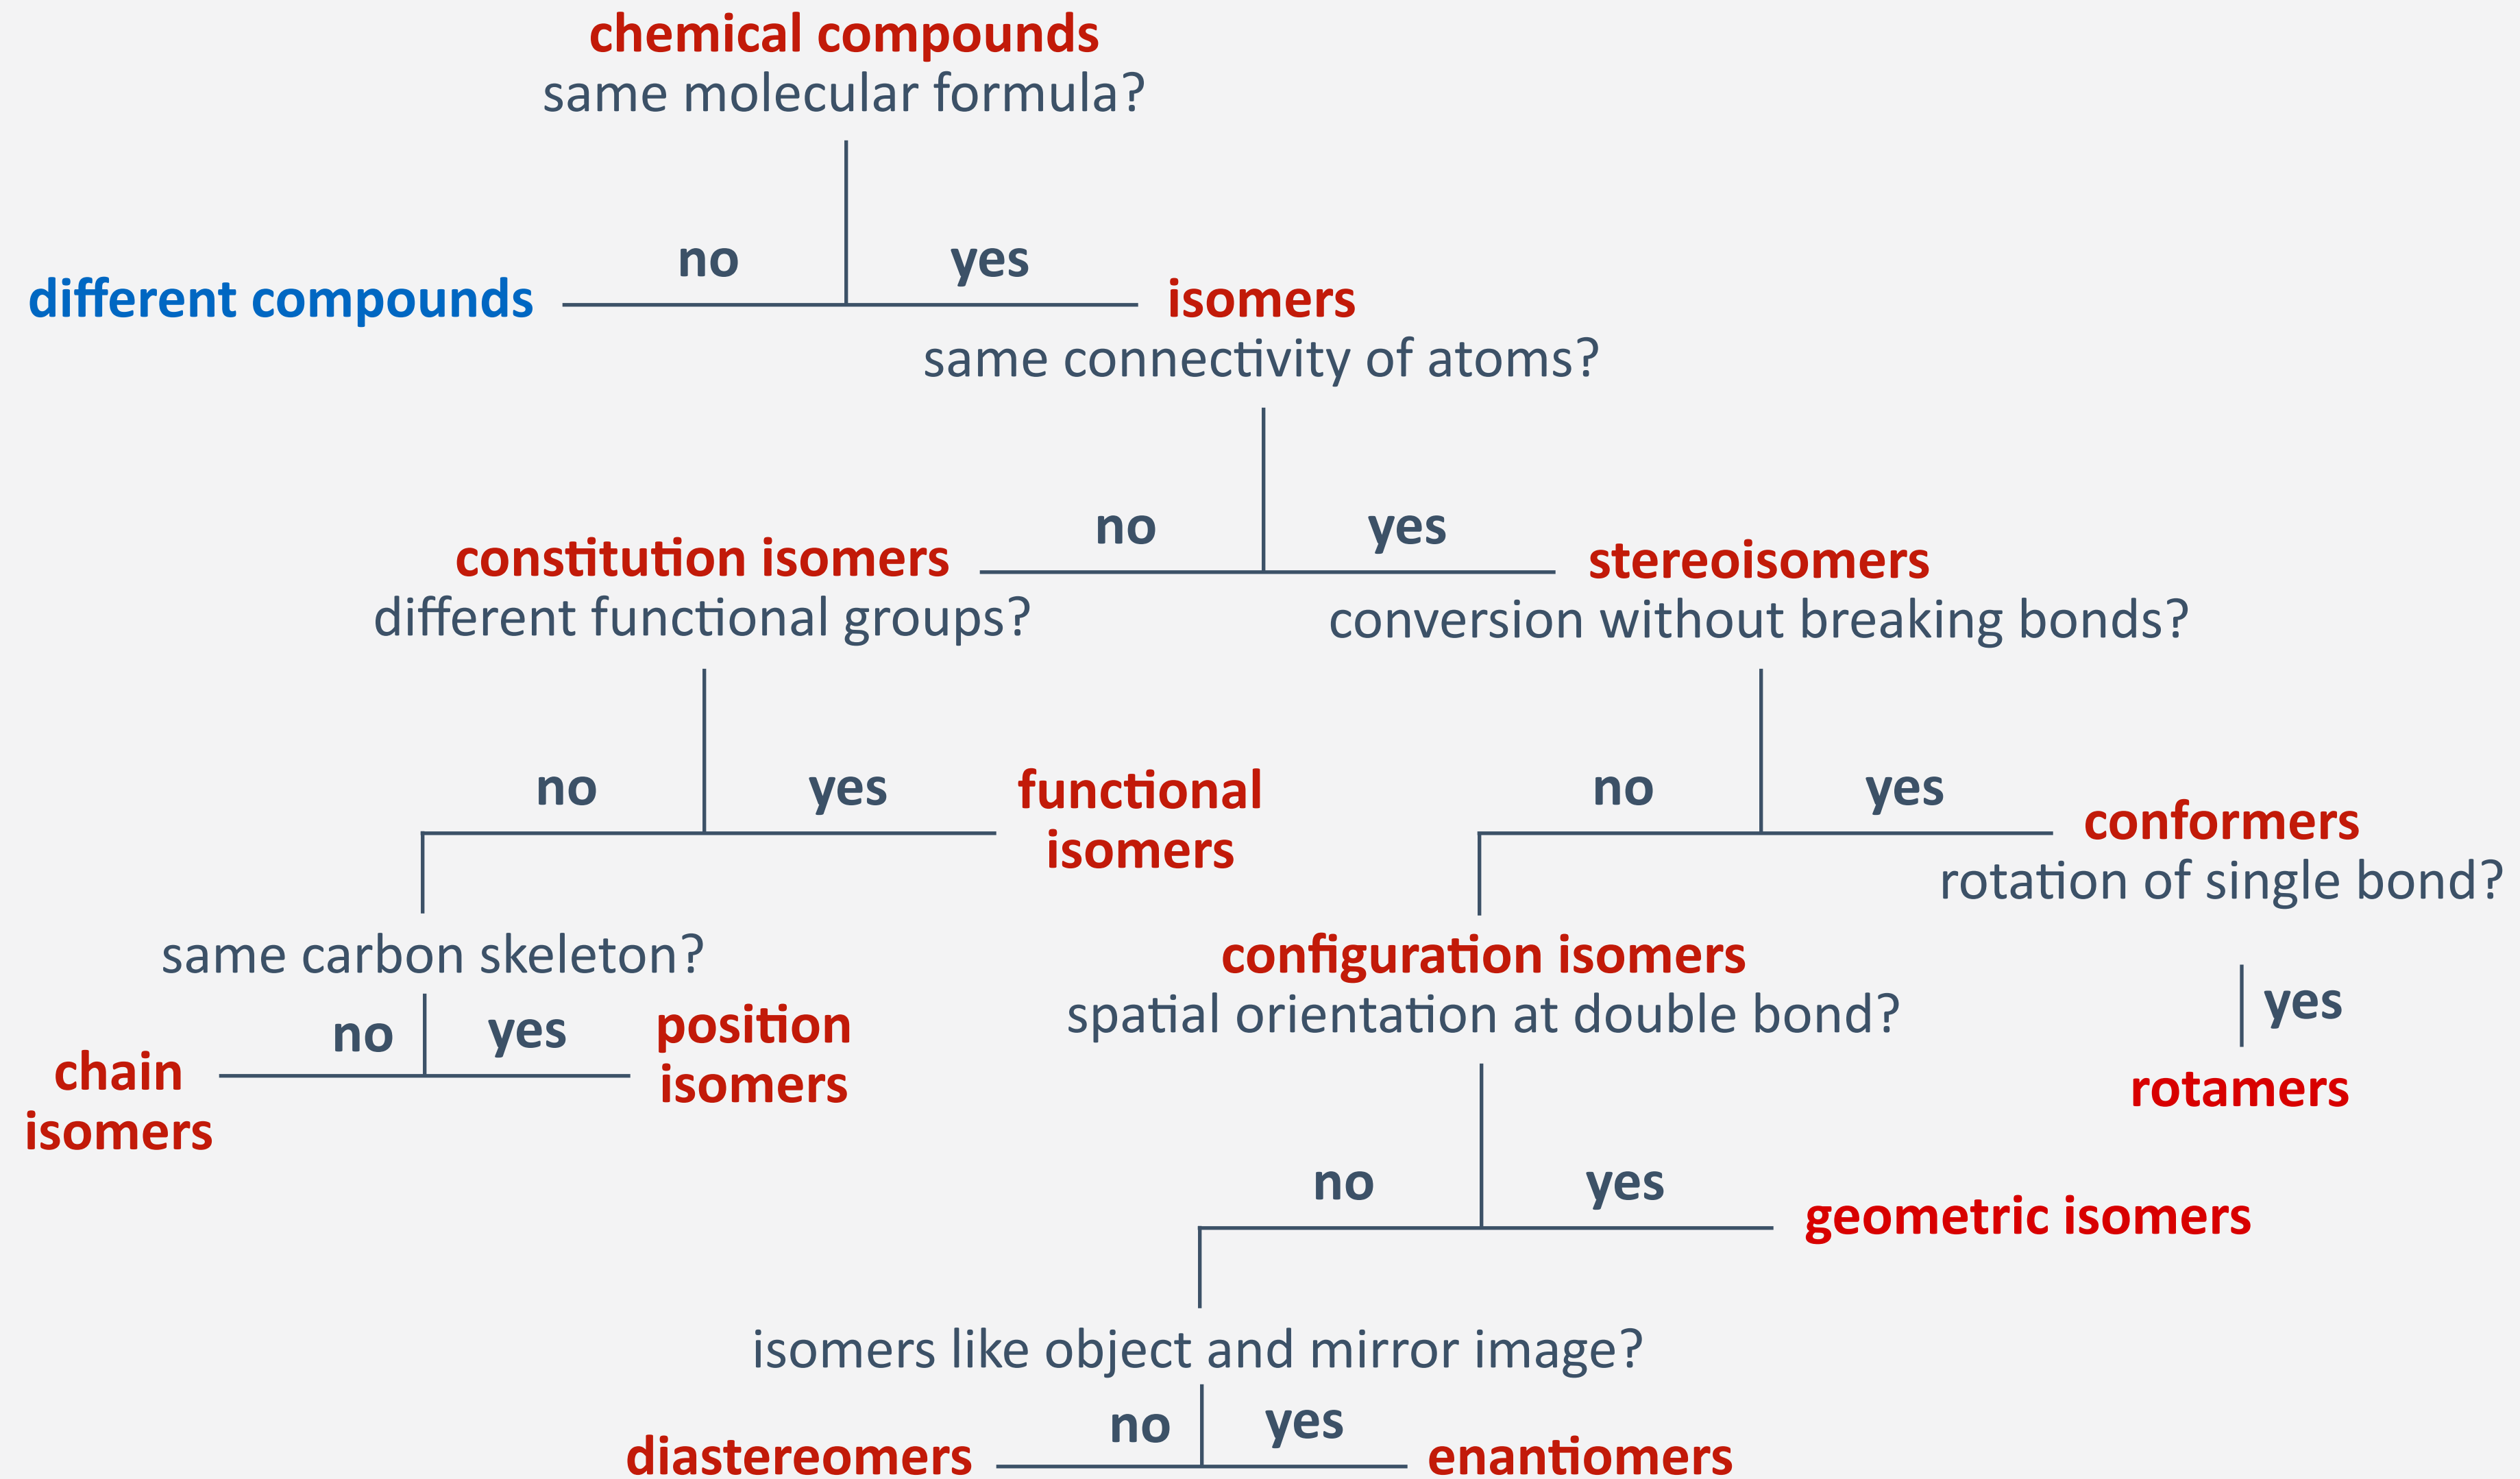 chemical compounds
same molecular formula?
no
yes
different compounds
isomers
same connectivity of atoms?
no
yes
constitution isomers
different functional groups?
stereoisomers
conversion without breaking bonds?
no
yes
functional
isomers
no
yes
conformers
rotation of single bond?
same carbon skeleton?
no
yes
chain
isomers
position
isomers
configuration isomers
spatial orientation at double bond?
yes
rotamers
no
yes
geometric isomers
isomers like object and mirror image?
no
yes
diastereomers
enantiomers